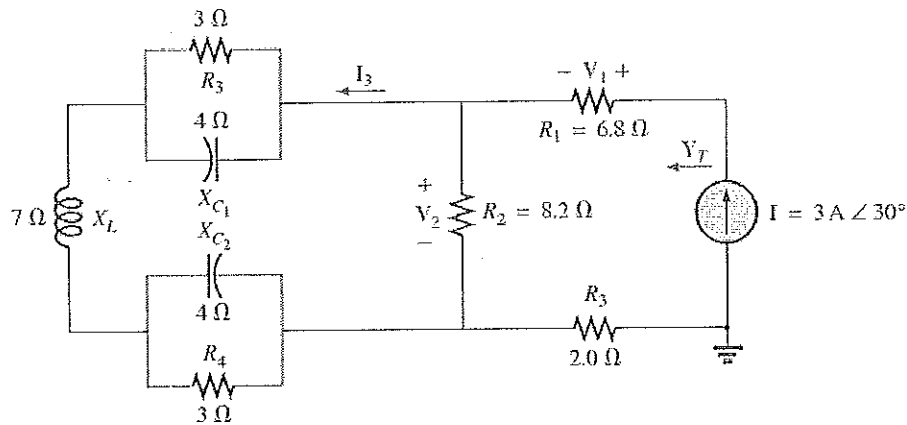 3 Ω
R3
I3
4 Ω
XC1
7 Ω XL
XC2
4 Ω
R4
3 Ω
− V1 +
R1 = 6.8 Ω
YT
+
V2
−
R2 = 8.2 Ω
I = 3 A ∠ 30°
R3
2.0 Ω